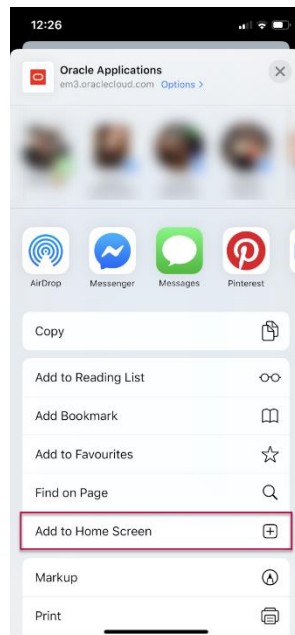 12:26
Oracle Applications
em3.oraclecloud.com Options >
AirDrop Messenger Messages Pinterest
Copy
Add to Reading List
Add Bookmark
Add to Favourites
Find on Page
Add to Home Screen
Markup
Print